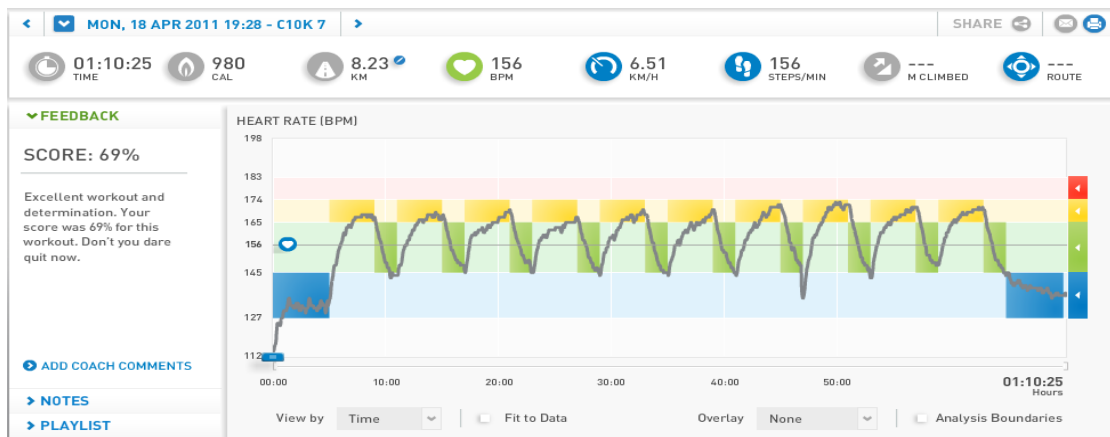 MON, 18 APR 2011 19:28 - C10K 7
SHARE
01:10:25
TIME
980
CAL
8.23
KM
156
BPM
6.51
KM/H
156
STEPS/MIN
---
M CLIMBED
---
ROUTE
FEEDBACK
SCORE: 69%
Excellent workout and
determination. Your
score was 69% for this
workout. Don't you dare
quit now.
ADD COACH COMMENTS
NOTES
PLAYLIST
HEART RATE (BPM)
198
183
174
165
156
145
127
112
00:00
10:00
20:00
30:00
40:00
50:00
01:10:25
Hours
View by
Time
Fit to Data
Overlay
None
Analysis Boundaries